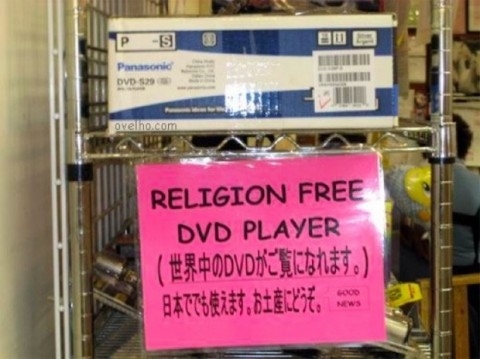 P -S
Panasonic
DVD-S29
ovelho.com
RELIGION FREE
DVD PLAYER
(世界中のDVDがご覧になれます。)
日本ででも使えます。お土産にどうぞ。
GOOD
NEWS